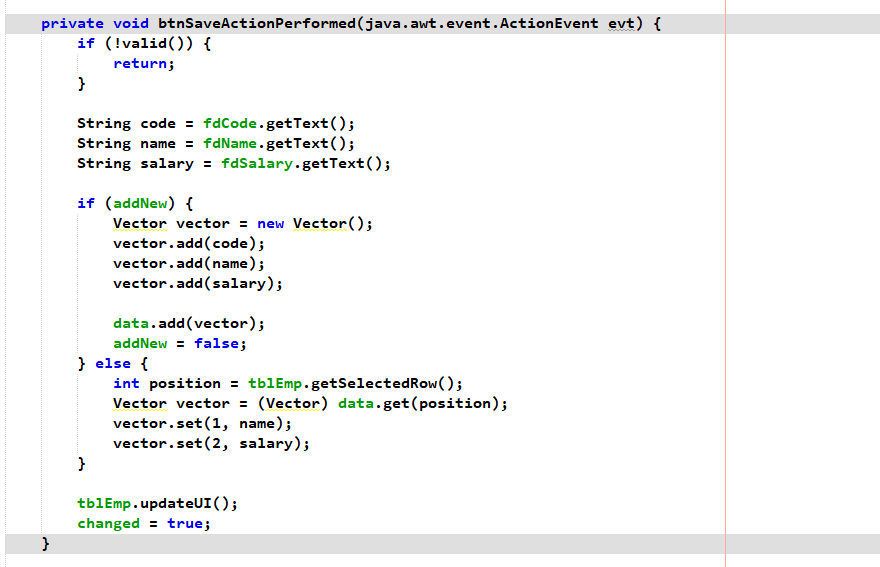 private void btnSaveActionPerformed(java.awt.event.ActionEvent evt) {
if (!valid()) {
return;
}
String code = fdCode.getText();
String name = fdName.getText();
String salary = fdSalary.getText();
if (addNew) {
Vector vector = new Vector();
vector.add(code);
vector.add(name);
vector.add(salary);
data.add(vector);
addNew = false;
} else {
int position = tblEmp.getSelectedRow();
Vector vector = (Vector) data.get(position);
vector.set(1, name);
vector.set(2, salary);
}
tblEmp.updateUI();
changed = true;
}